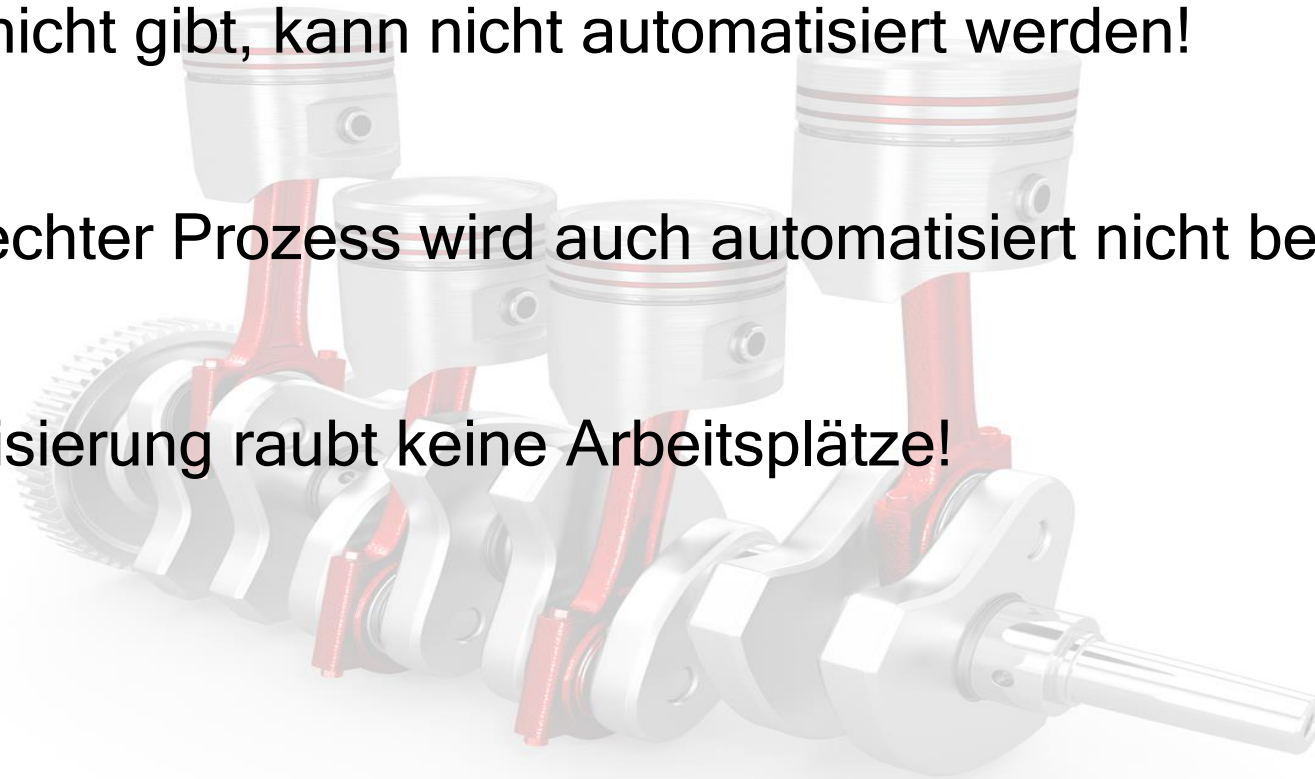 nicht gibt, kann nicht automatisiert werden!
echter Prozess wird auch automatisiert nicht be
isierung raubt keine Arbeitsplätze!